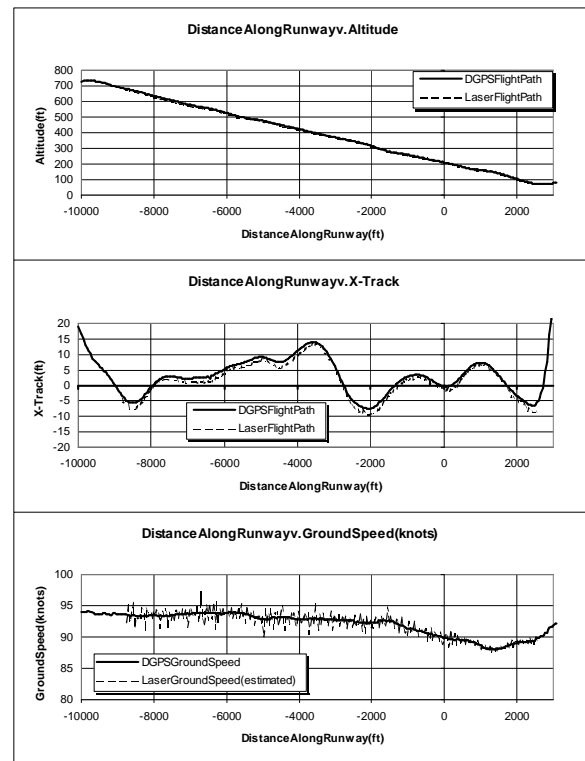 DistanceAlongRunwayv.Altitude
800
700
600
500
400
300
200
100
0
Altitude(ft)
DGPSFlightPath
LaserFlightPath
-10000 -8000 -6000 -4000 -2000 0 2000
DistanceAlongRunway(ft)
DistanceAlongRunwayv.X-Track
20
15
10
5
0
-5
-10
-15
-20
X-Track(ft)
DGPSFlightPath
LaserFlightPath
-10000 -8000 -6000 -4000 -2000 0 2000
DistanceAlongRunway(ft)
DistanceAlongRunwayv.GroundSpeed(knots)
100
95
90
85
80
GroundSpeed(knots)
DGPSGroundSpeed
LaserGroundSpeed(estimated)
-10000 -8000 -6000 -4000 -2000 0 2000
DistanceAlongRunway(ft)